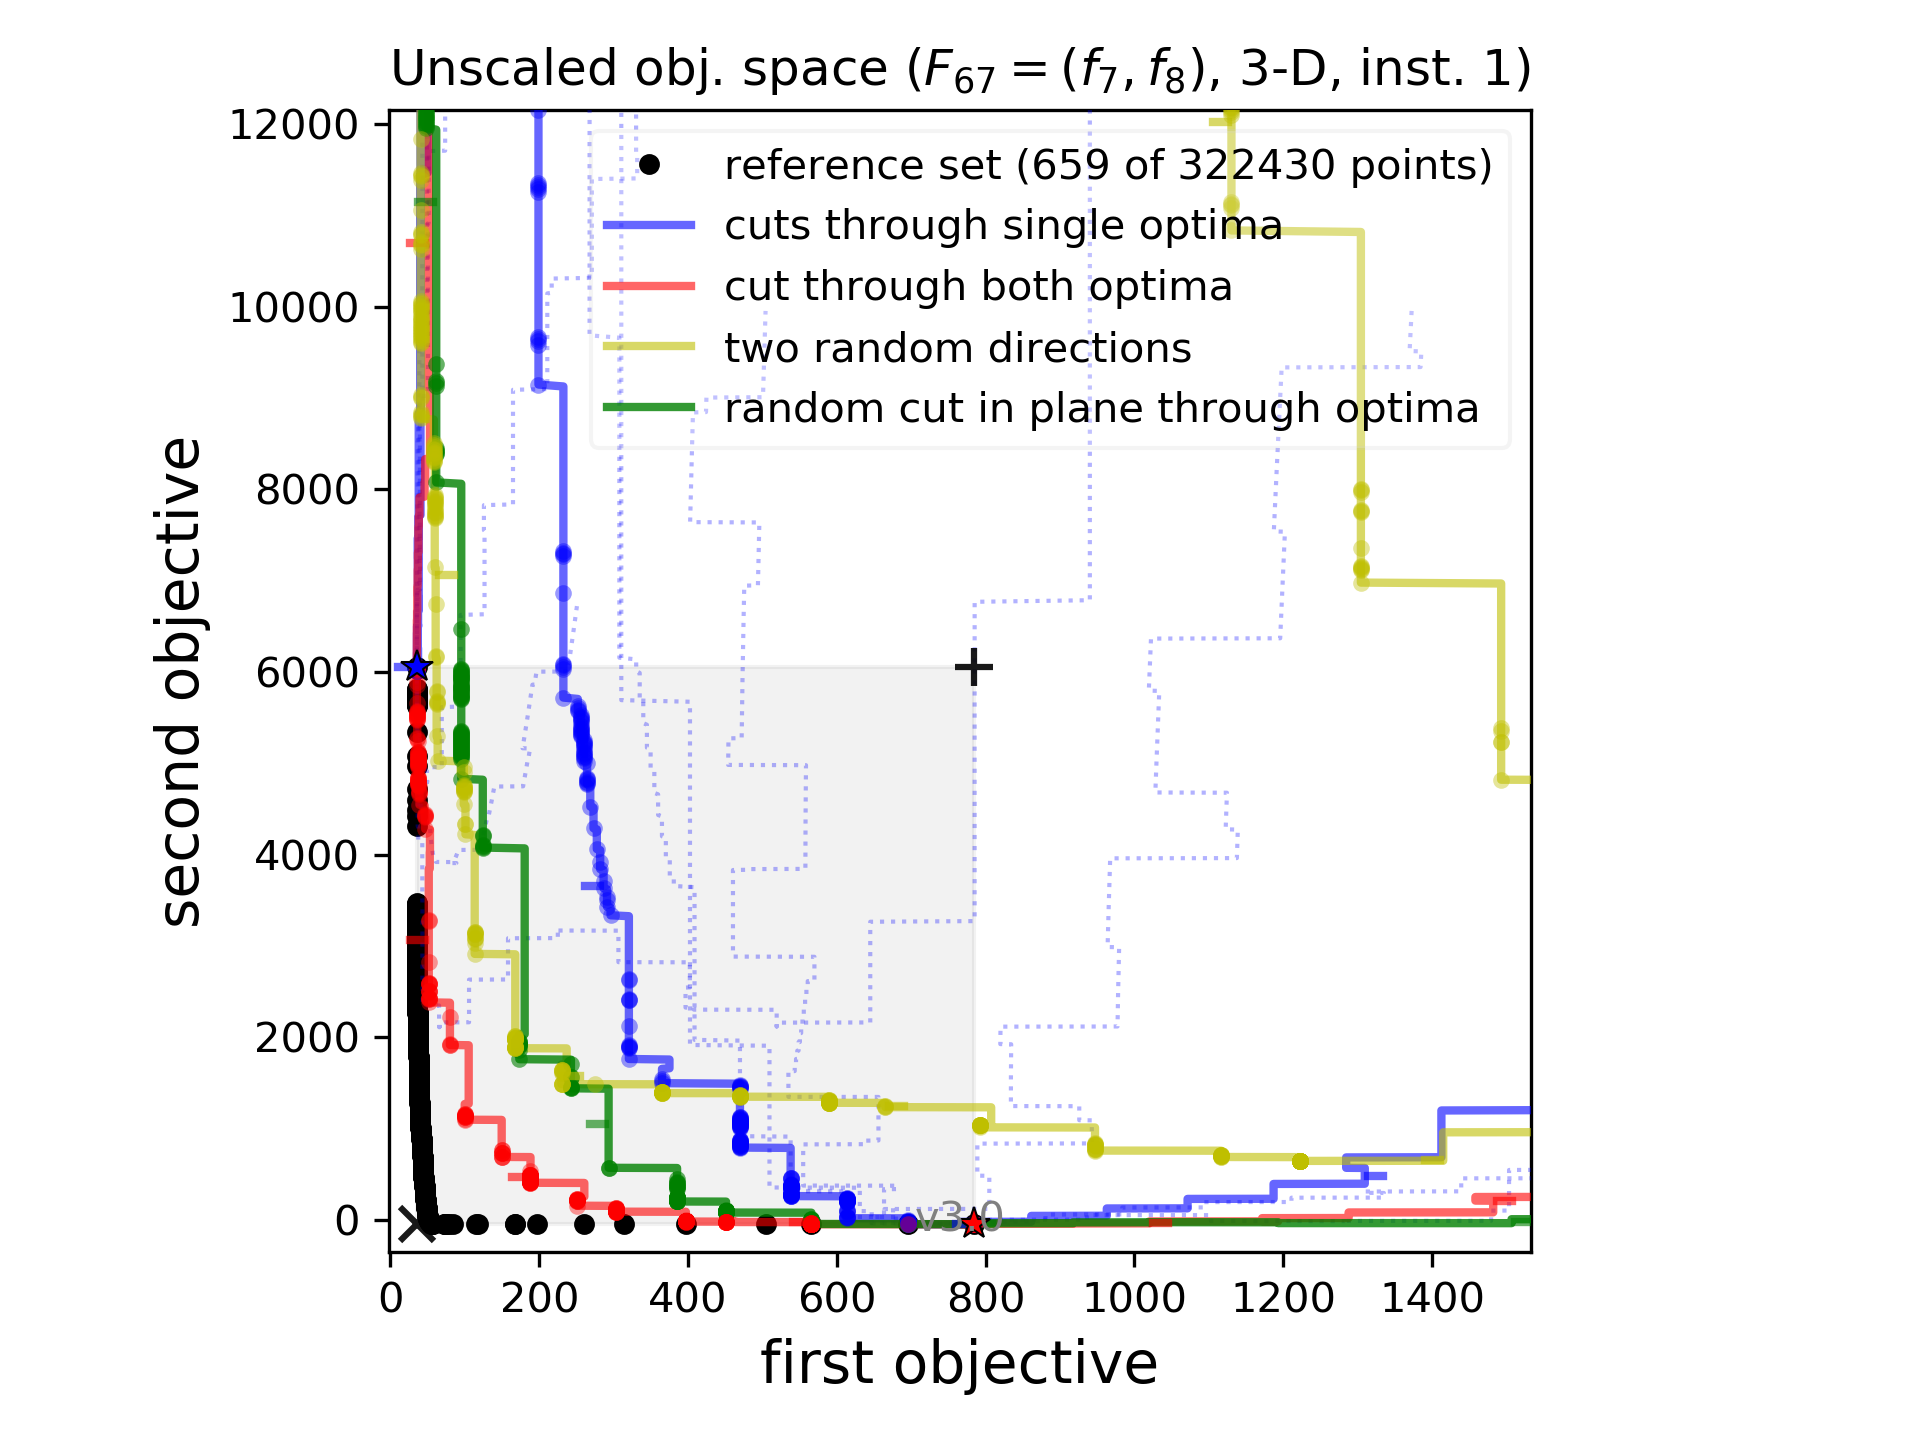 Unscaled obj. space (F67 = (f7, f8), 3-D, inst. 1)
reference set (659 of 322430 points)
cuts through single optima
cut through both optima
two random directions
random cut in plane through optima
12000
10000
8000
6000
4000
2000
0
second objective
v3.0
0 200 400 600 800 1000 1200 1400
first objective